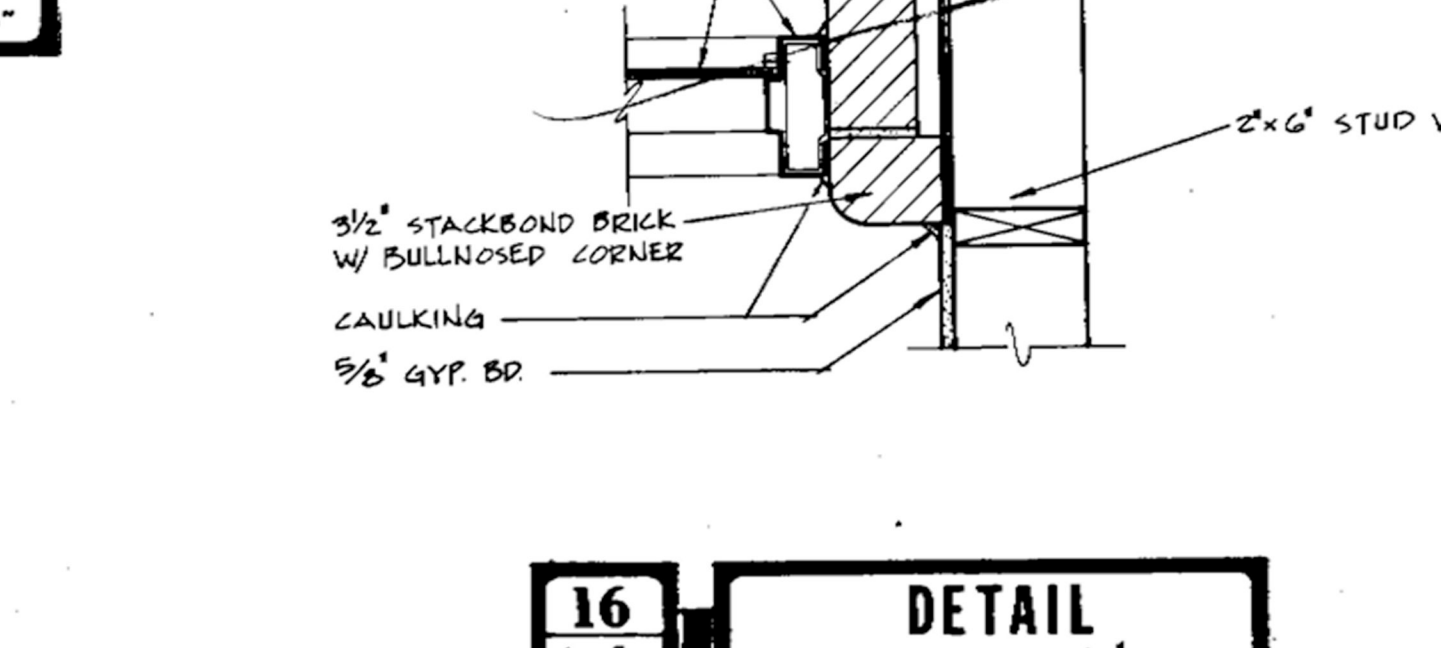 2"x6" STUD
3½" STACKBOND BRICK
W/ BULLNOSED CORNER
CAULKING
5/8" GYP. BD.
16
DETAIL